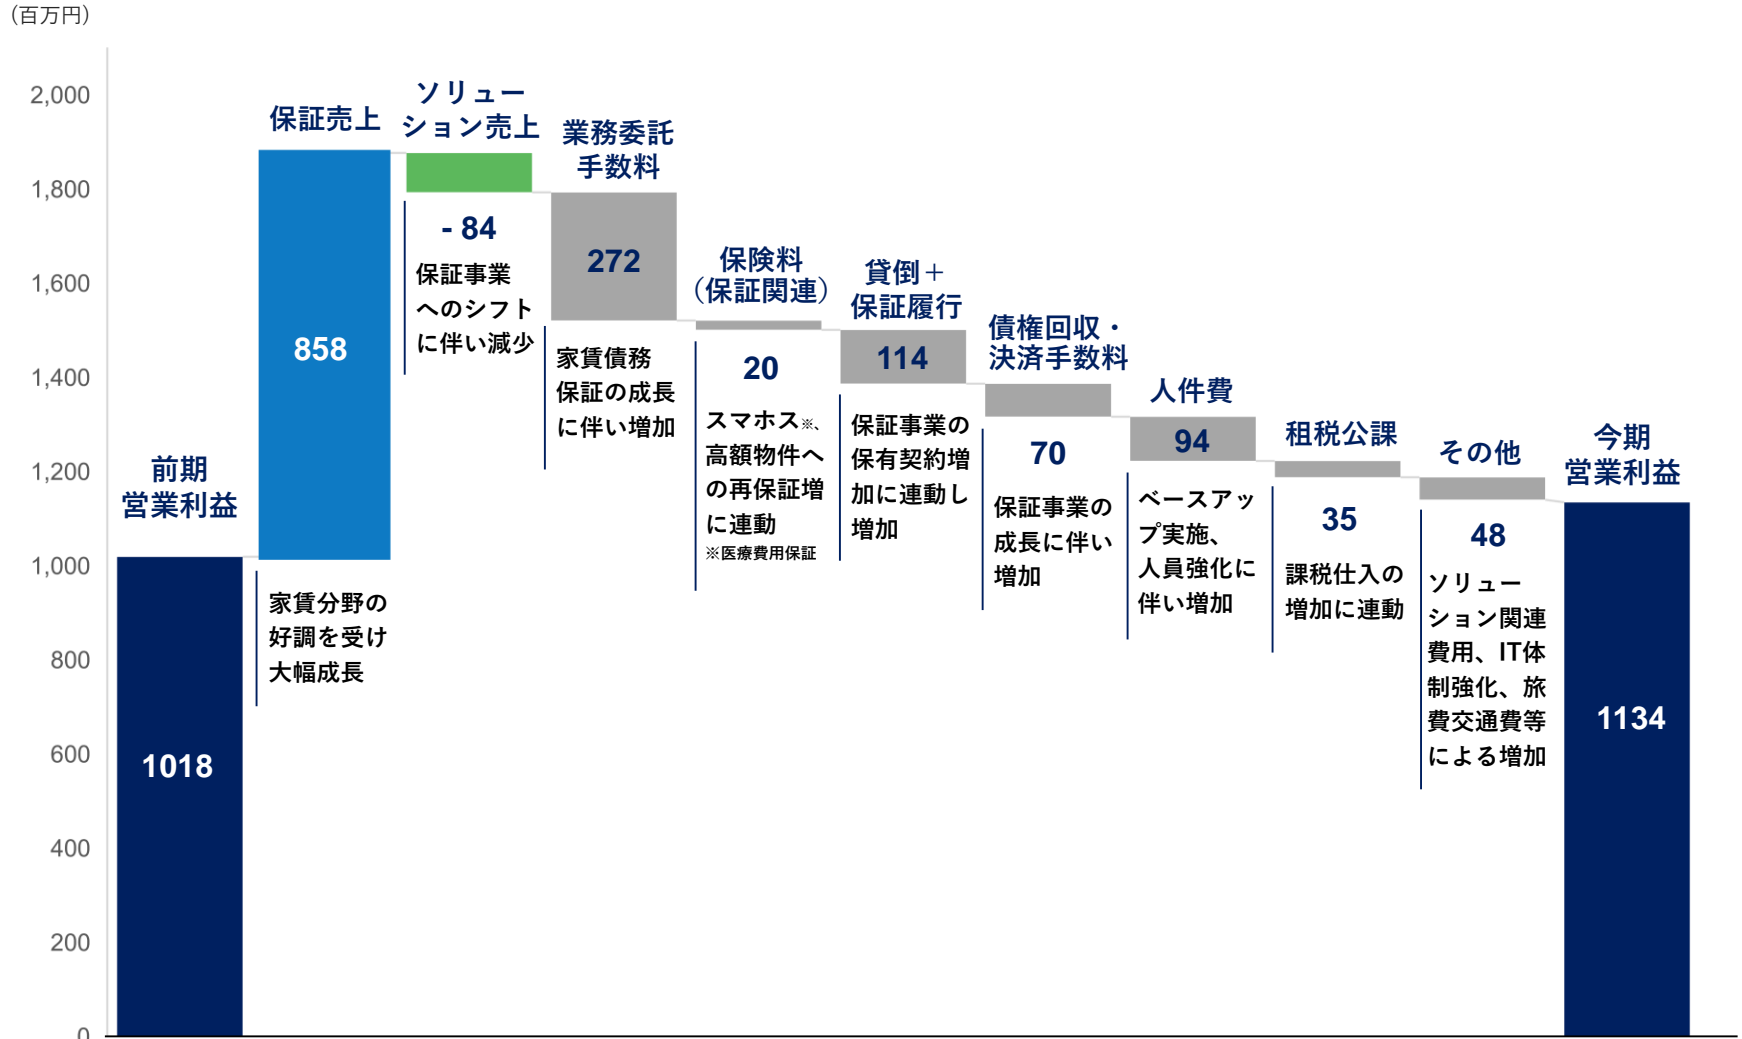 （百万円）
2,000
1,800
1,600
1,400
1,200
1,000
800
600
400
200
0
前期
営業利益
1018
保証売上
858
家賃分野の
好調を受け
大幅成長
ソリュー
ション売上
- 84
保証事業
へのシフト
に伴い減少
業務委託
手数料
272
家賃債務
保証の成長
に伴い増加
保険料
（保証関連）
20
スマホス※、
高額物件へ
の再保証増
に連動
※医療費用保証
貸倒＋
保証履行
114
保証事業の
保有契約増
加に連動し
増加
債権回収・
決済手数料
70
保証事業の
成長に伴い
増加
人件費
94
ベースアッ
プ実施、
人員強化に
伴い増加
租税公課
35
課税仕入の
増加に連動
その他
48
ソリュー
ション関連
費用、IT体
制強化、旅
費交通費等
による増加
今期
営業利益
1134